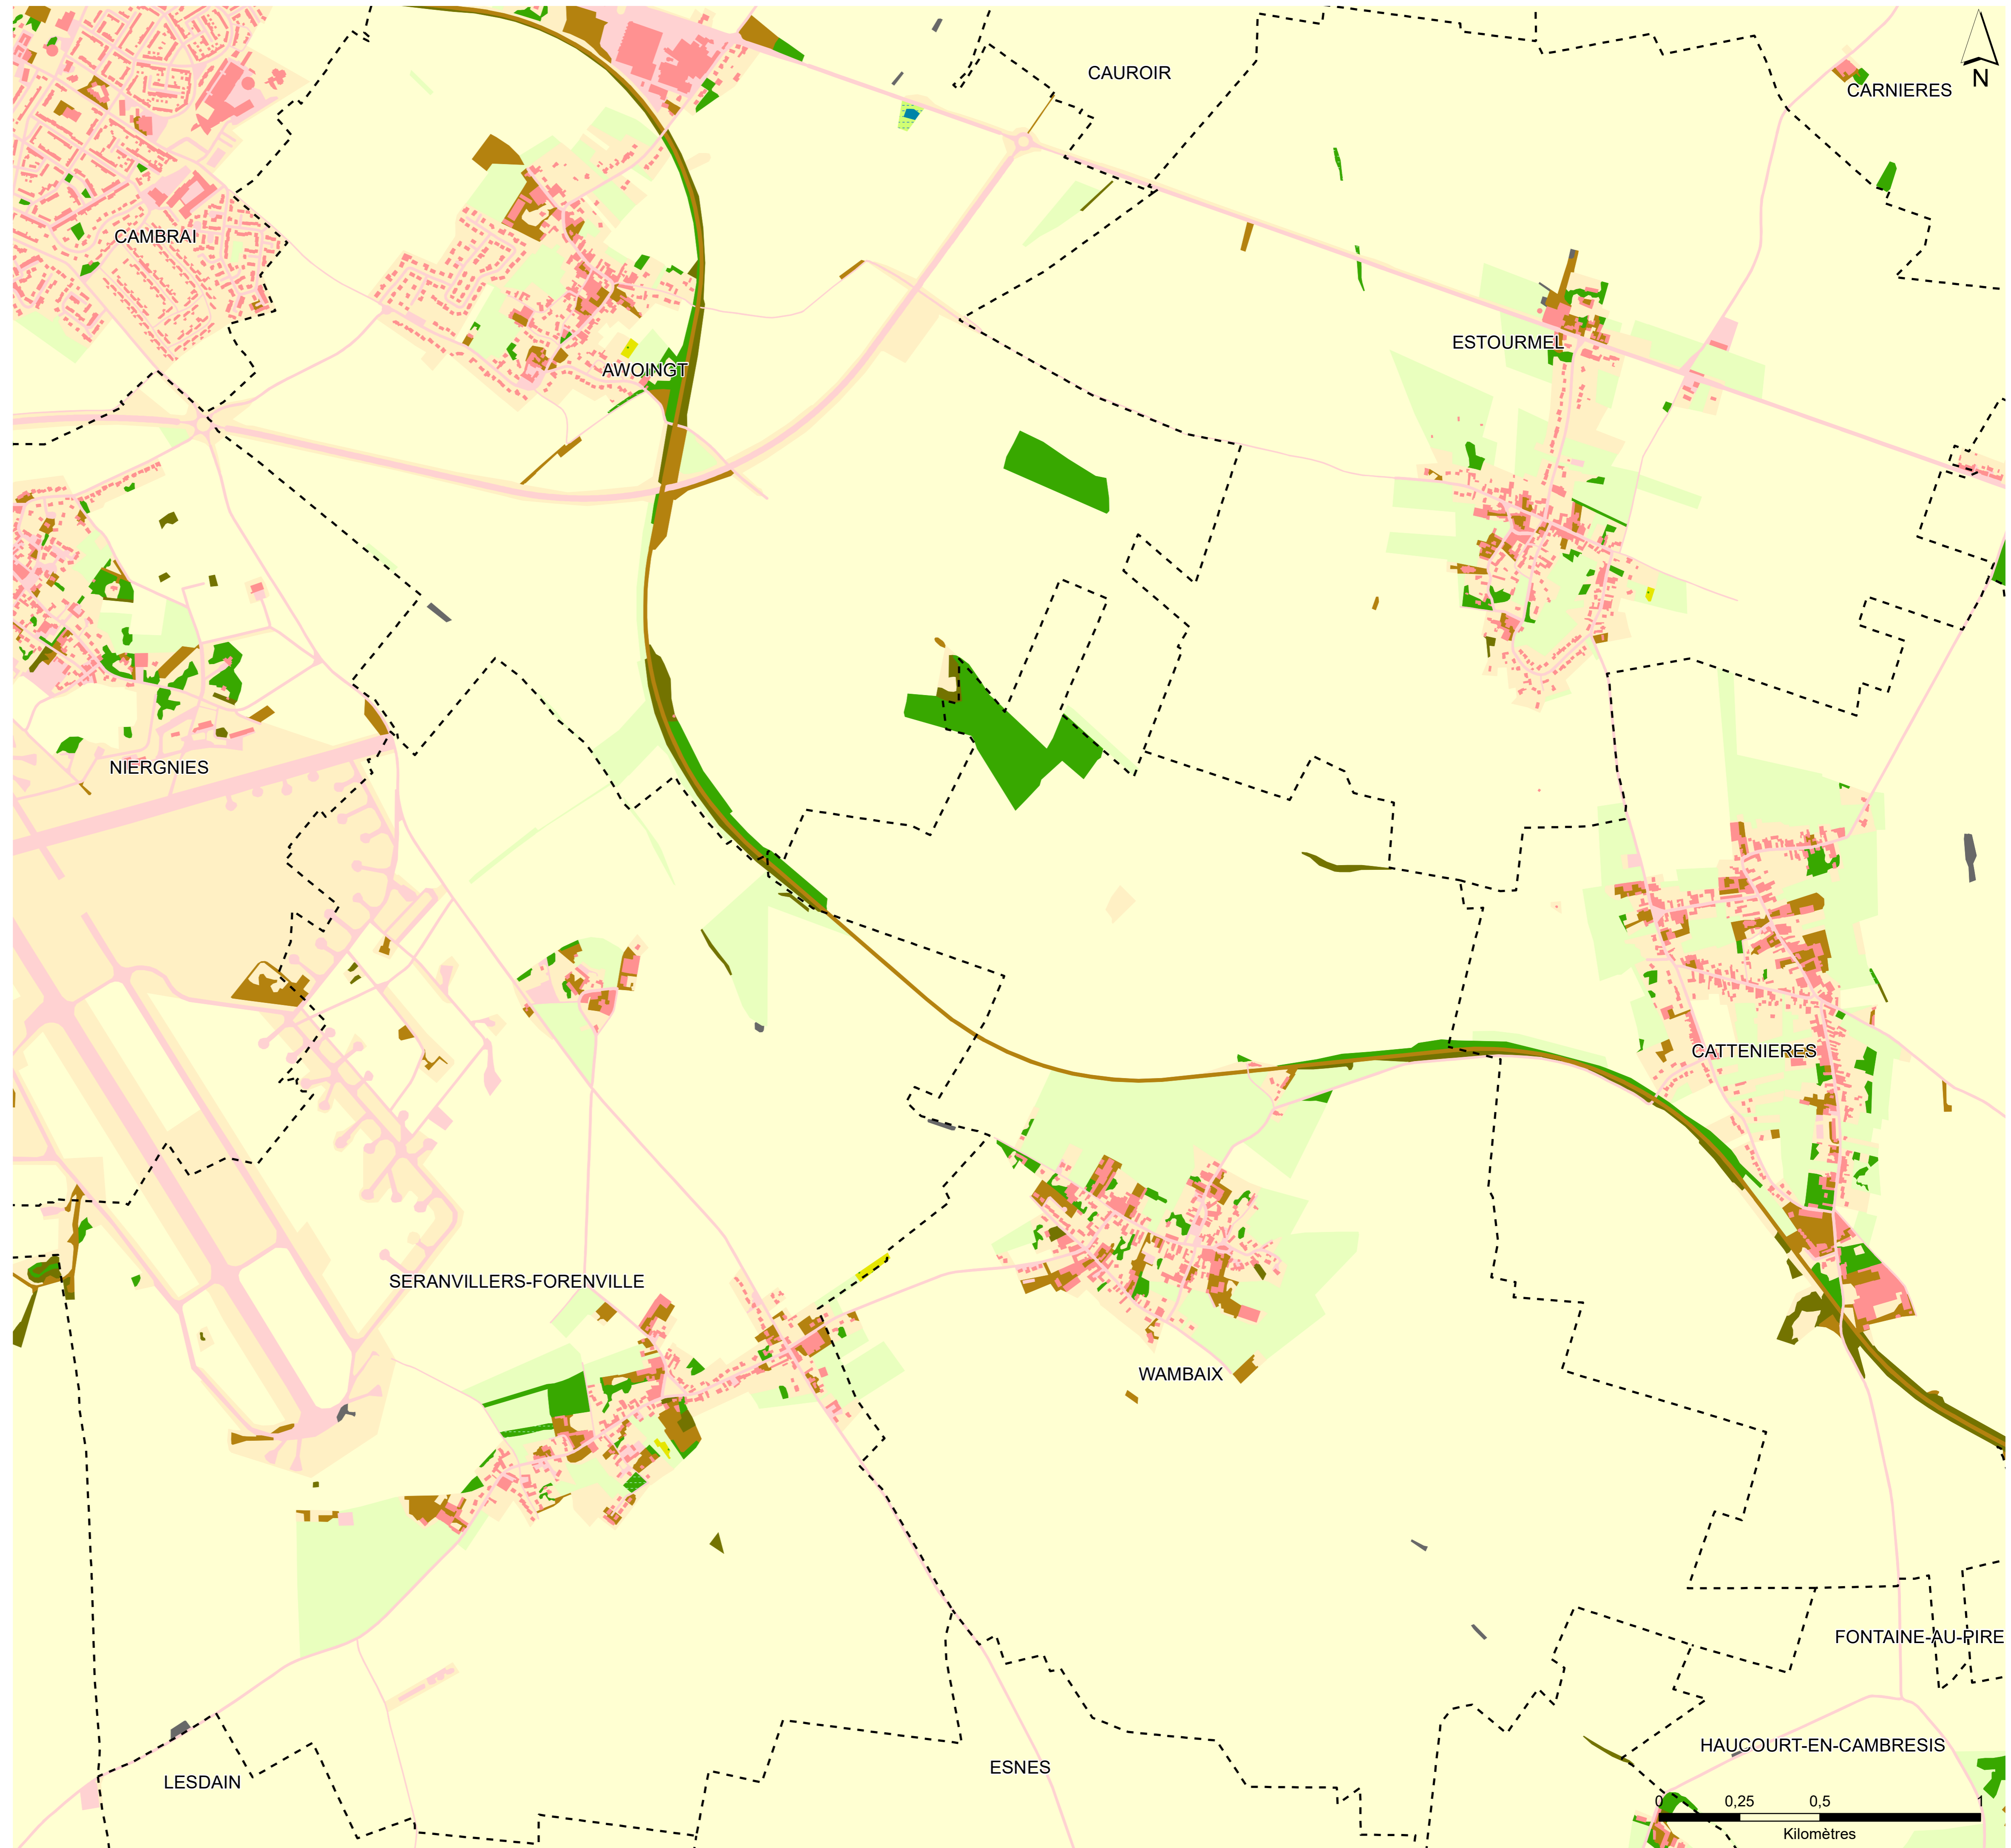 CAUROIR
CARNIERES
N
CAMBRAI
ESTOURMEL
AWOINGT
NIERGNIES
CATTENIERES
SERANVILLERS-FORENVILLE
WAMBAIX
FONTAINE-AU-PIRE
HAUCOURT-EN-CAMBRESIS
ESNES
LESDAIN
0 0,25 0,5 1
Kilomètres